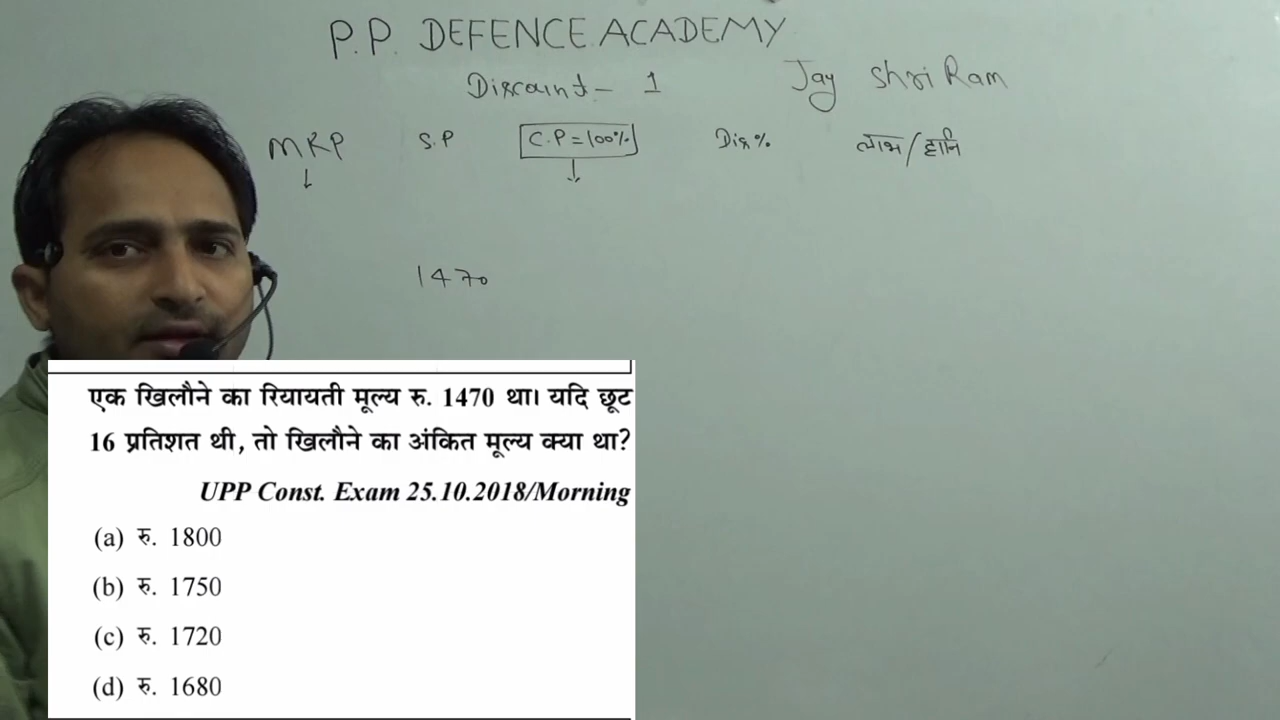 P.P. DEFENCE ACADEMY
Discount - 1 Jay Shri Ram
MRP S.P C.P = 100% Dis% लाभ/हानि
1470
एक खिलौने का रियायती मूल्य रु. 1470 था। यदि छूट
16 प्रतिशत थी, तो खिलौने का अंकित मूल्य क्या था?
UPP Const. Exam 25.10.2018/Morning
(a) रु. 1800
(b) रु. 1750
(c) रु. 1720
(d) रु. 1680